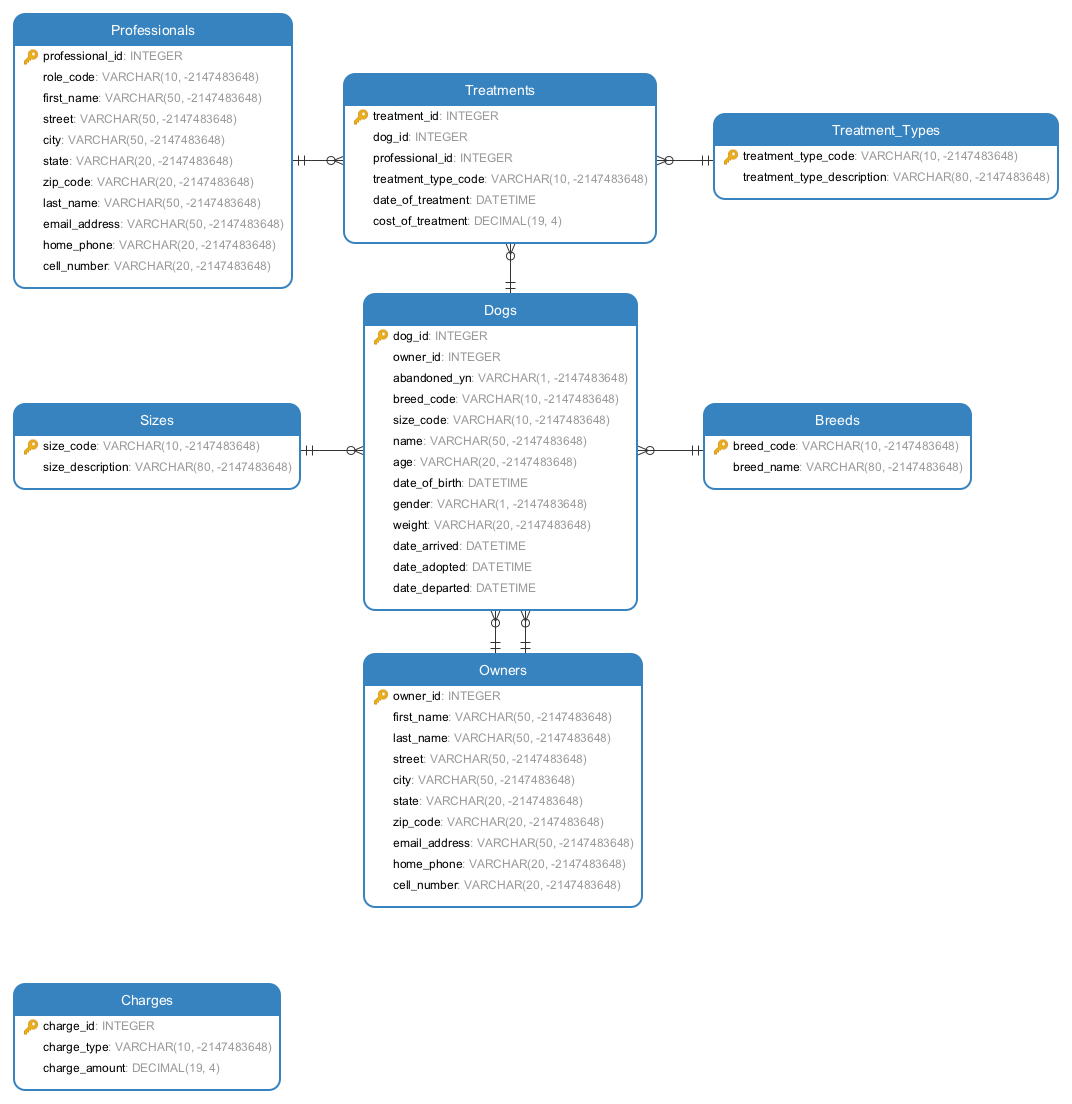 Professionals
professional_id: INTEGER
role_code: VARCHAR(10, -2147483648)
first_name: VARCHAR(50, -2147483648)
street: VARCHAR(50, -2147483648)
city: VARCHAR(50, -2147483648)
state: VARCHAR(20, -2147483648)
zip_code: VARCHAR(20, -2147483648)
last_name: VARCHAR(50, -2147483648)
email_address: VARCHAR(50, -2147483648)
home_phone: VARCHAR(20, -2147483648)
cell_number: VARCHAR(20, -2147483648)
Treatments
treatment_id: INTEGER
dog_id: INTEGER
professional_id: INTEGER
treatment_type_code: VARCHAR(10, -2147483648)
date_of_treatment: DATETIME
cost_of_treatment: DECIMAL(19, 4)
Treatment_Types
treatment_type_code: VARCHAR(10, -2147483648)
treatment_type_description: VARCHAR(80, -2147483648)
Dogs
dog_id: INTEGER
owner_id: INTEGER
abandoned_yn: VARCHAR(1, -2147483648)
breed_code: VARCHAR(10, -2147483648)
size_code: VARCHAR(10, -2147483648)
name: VARCHAR(50, -2147483648)
age: VARCHAR(20, -2147483648)
date_of_birth: DATETIME
gender: VARCHAR(1, -2147483648)
weight: VARCHAR(20, -2147483648)
date_arrived: DATETIME
date_adopted: DATETIME
date_departed: DATETIME
Sizes
size_code: VARCHAR(10, -2147483648)
size_description: VARCHAR(80, -2147483648)
Breeds
breed_code: VARCHAR(10, -2147483648)
breed_name: VARCHAR(80, -2147483648)
Owners
owner_id: INTEGER
first_name: VARCHAR(50, -2147483648)
last_name: VARCHAR(50, -2147483648)
street: VARCHAR(50, -2147483648)
city: VARCHAR(50, -2147483648)
state: VARCHAR(20, -2147483648)
zip_code: VARCHAR(20, -2147483648)
email_address: VARCHAR(50, -2147483648)
home_phone: VARCHAR(20, -2147483648)
cell_number: VARCHAR(20, -2147483648)
Charges
charge_id: INTEGER
charge_type: VARCHAR(10, -2147483648)
charge_amount: DECIMAL(19, 4)